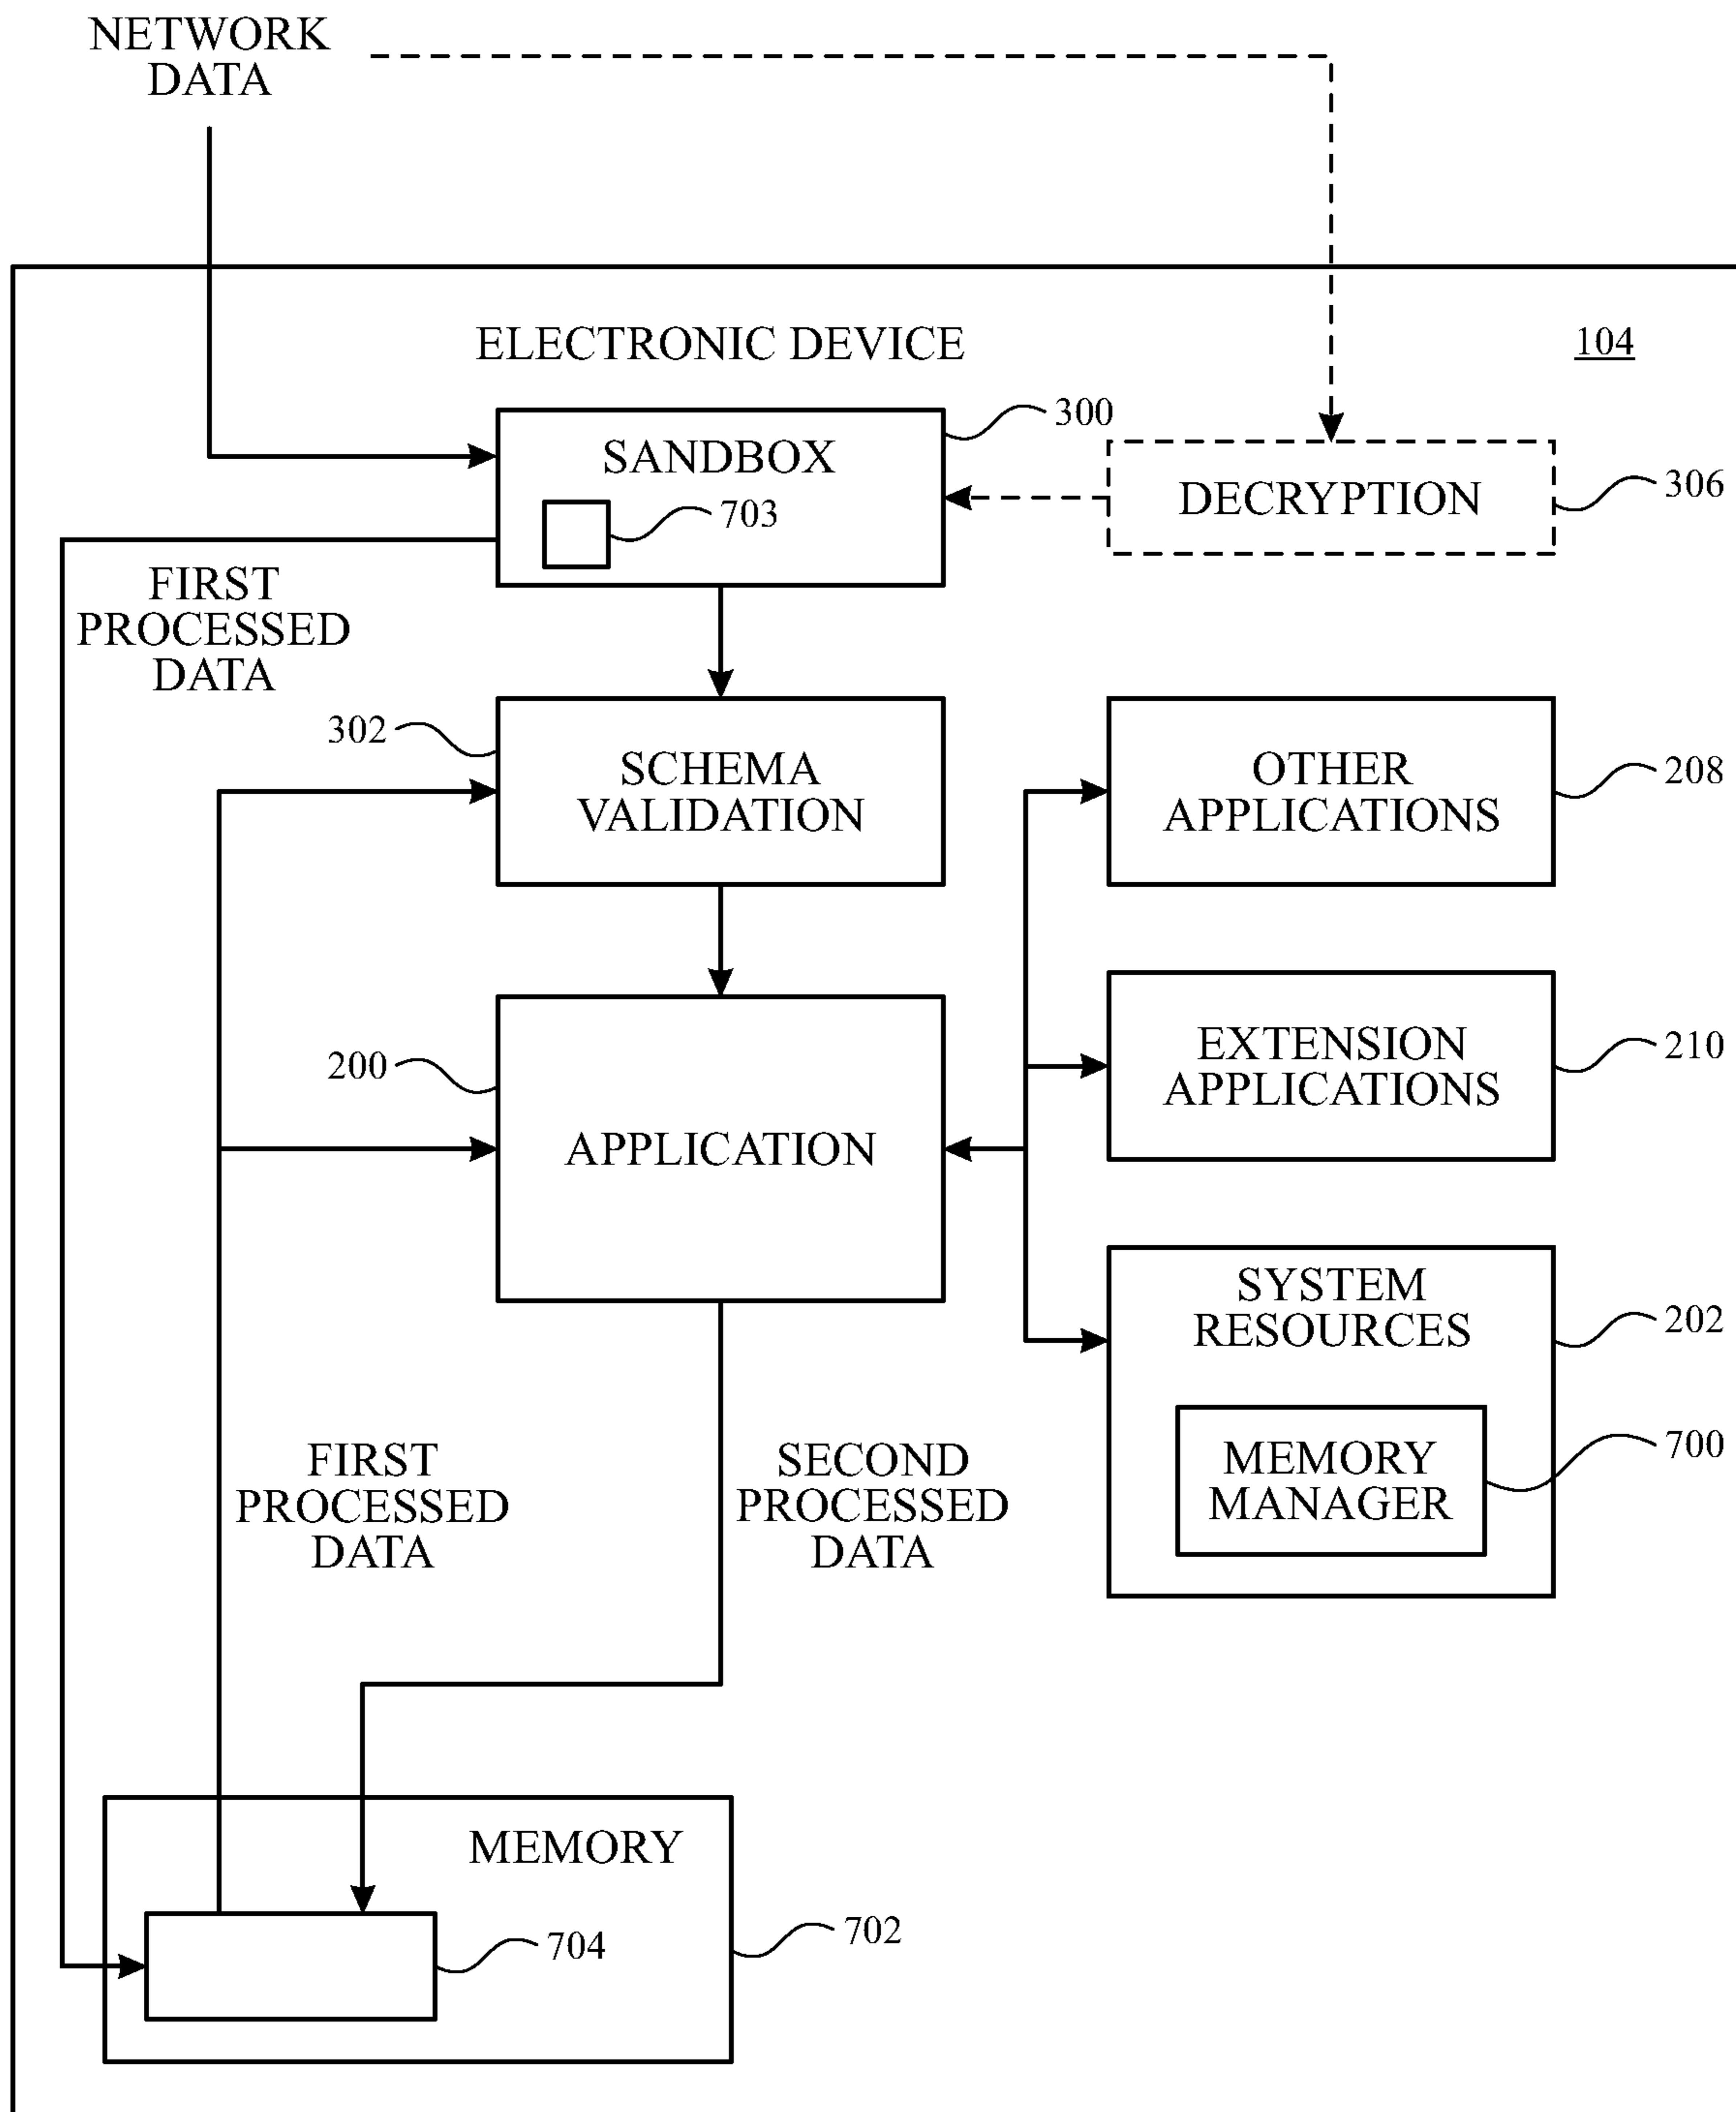 NETWORK
DATA
ELECTRONIC DEVICE
104
SANDBOX
300
703
DECRYPTION
306
FIRST
PROCESSED
DATA
302
SCHEMA
VALIDATION
OTHER
APPLICATIONS
208
200
APPLICATION
EXTENSION
APPLICATIONS
210
SYSTEM
RESOURCES
202
MEMORY
MANAGER
700
FIRST
PROCESSED
DATA
SECOND
PROCESSED
DATA
MEMORY
702
704